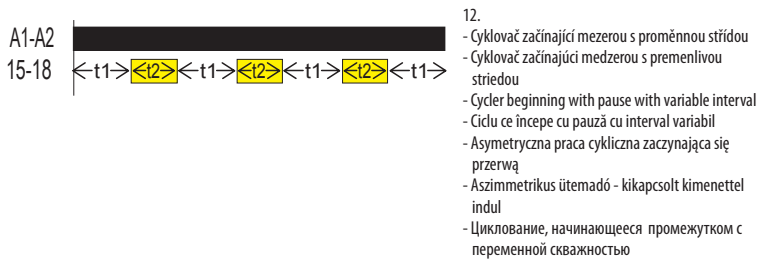 A1-A2
15-18 t1 t2 t1 t2 t1 t2 t1
12.
- Cyklovač začínající mezerou s proměnnou střídou
- Cyklovač začínajúci medzerou s premenlivou
striedou
- Cycler beginning with pause with variable interval
- Ciclu ce începe cu pauză cu interval variabil
- Asymetryczna praca cykliczna zaczynająca się
przerwą
- Aszimmetrikus ütemadó - kikapcsolt kimenettel
indul
- Циклование, начинающееся промежутком с
переменной скважностью